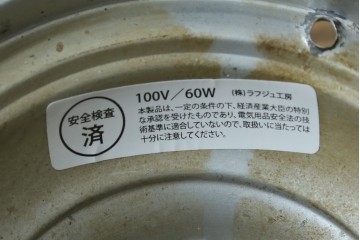 安全検査
済
100V／60W (株)ラフジュ工房
本製品は、一定の条件の下、経済産業大臣の特別
な承認を受けたものであり、電気用品安全法の技
術基準に適合していないので、取扱いに当たっては
十分に注意してください。